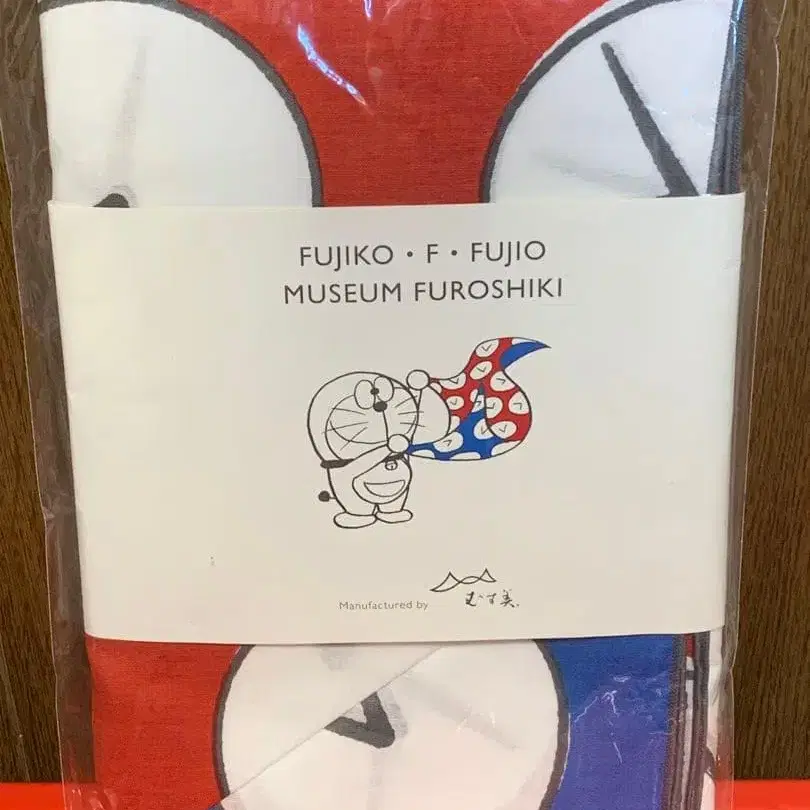 FUJIKO・F・FUJIO
MUSEUM FUROSHIKI
Manufactured by むす美